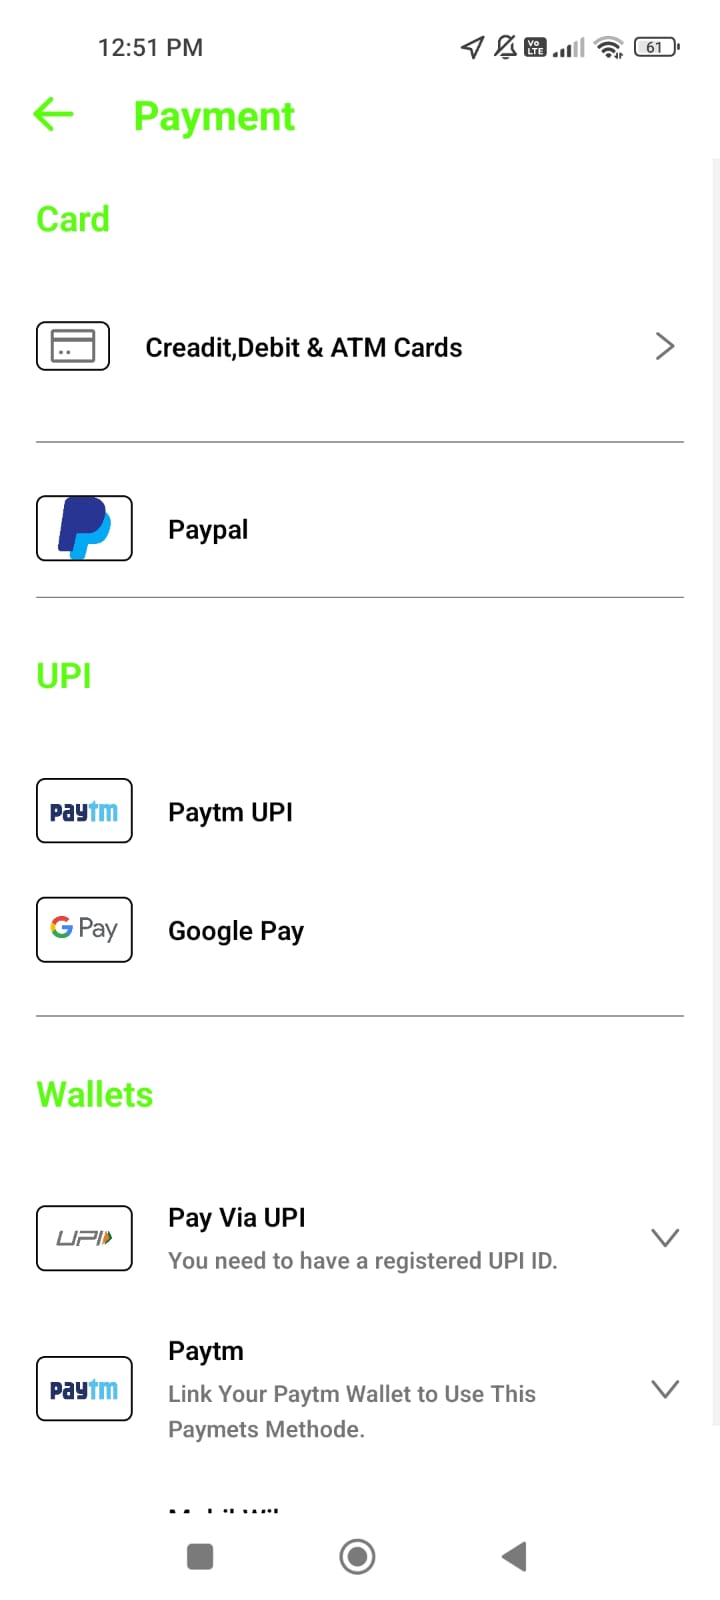 12:51 PM
Vo
LTE
61
Payment
Card
Creadit,Debit & ATM Cards
Paypal
UPI
paytm
Paytm UPI
G Pay
Google Pay
Wallets
UPI
Pay Via UPI
You need to have a registered UPI ID.
paytm
Paytm
Link Your Paytm Wallet to Use This
Paymets Methode.